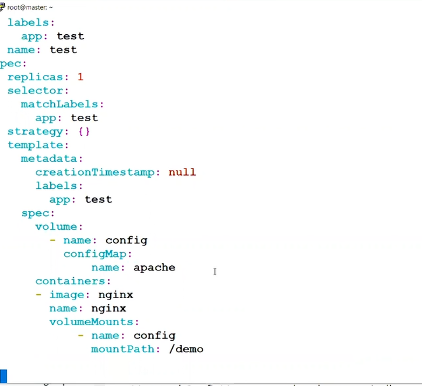 root@master: ~
labels:
app: test
name: test
pec:
replicas: 1
selector:
matchLabels:
app: test
strategy: {}
template:
metadata:
creationTimestamp: null
labels:
app: test
spec:
volume:
- name: config
configMap:
name: apache
containers:
- image: nginx
name: nginx
volumeMounts:
- name: config
mountPath: /demo